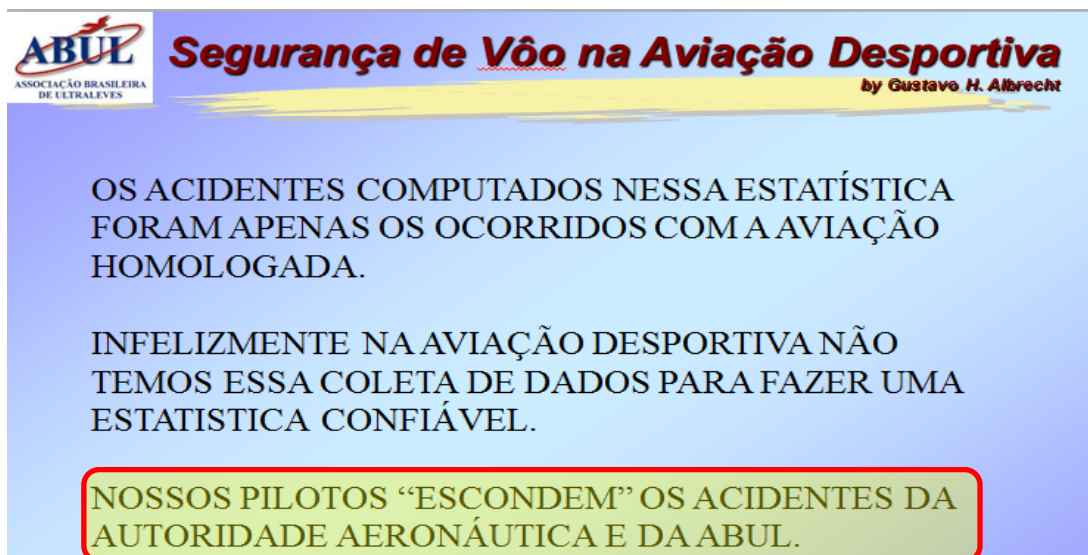 ABUL
ASSOCIAÇÃO BRASILEIRA
DE ULTRALEVES
Segurança de Vôo na Aviação Desportiva
by Gustavo H. Albrecht
OS ACIDENTES COMPUTADOS NESSA ESTATÍSTICA
FORAM APENAS OS OCORRIDOS COM A AVIAÇÃO
HOMOLOGADA.
INFELIZMENTE NA AVIAÇÃO DESPORTIVA NÃO
TEMOS ESSA COLETA DE DADOS PARA FAZER UMA
ESTATISTICA CONFIÁVEL.
NOSSOS PILOTOS “ESCONDEM” OS ACIDENTES DA
AUTORIDADE AERONÁUTICA E DA ABUL.